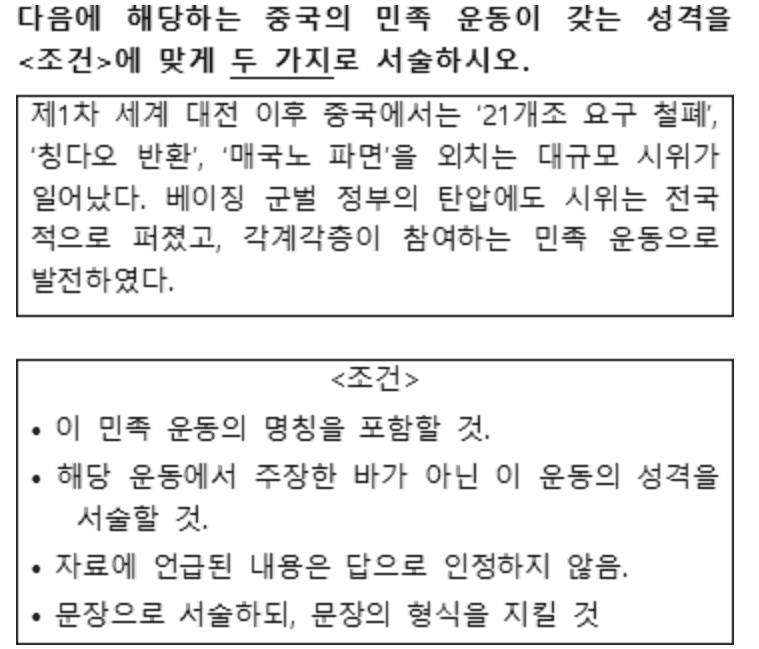 다음에 해당하는 중국의 민족 운동이 갖는 성격을
<조건>에 맞게 두 가지로 서술하시오.
제1차 세계 대전 이후 중국에서는 '21개조 요구 철폐',
'칭다오 반환', '매국노 파면'을 외치는 대규모 시위가
일어났다. 베이징 군벌 정부의 탄압에도 시위는 전국
적으로 퍼졌고, 각계각층이 참여하는 민족 운동으로
발전하였다.
<조건>
• 이 민족 운동의 명칭을 포함할 것.
• 해당 운동에서 주장한 바가 아닌 이 운동의 성격을
서술할 것.
• 자료에 언급된 내용은 답으로 인정하지 않음.
• 문장으로 서술하되, 문장의 형식을 지킬 것